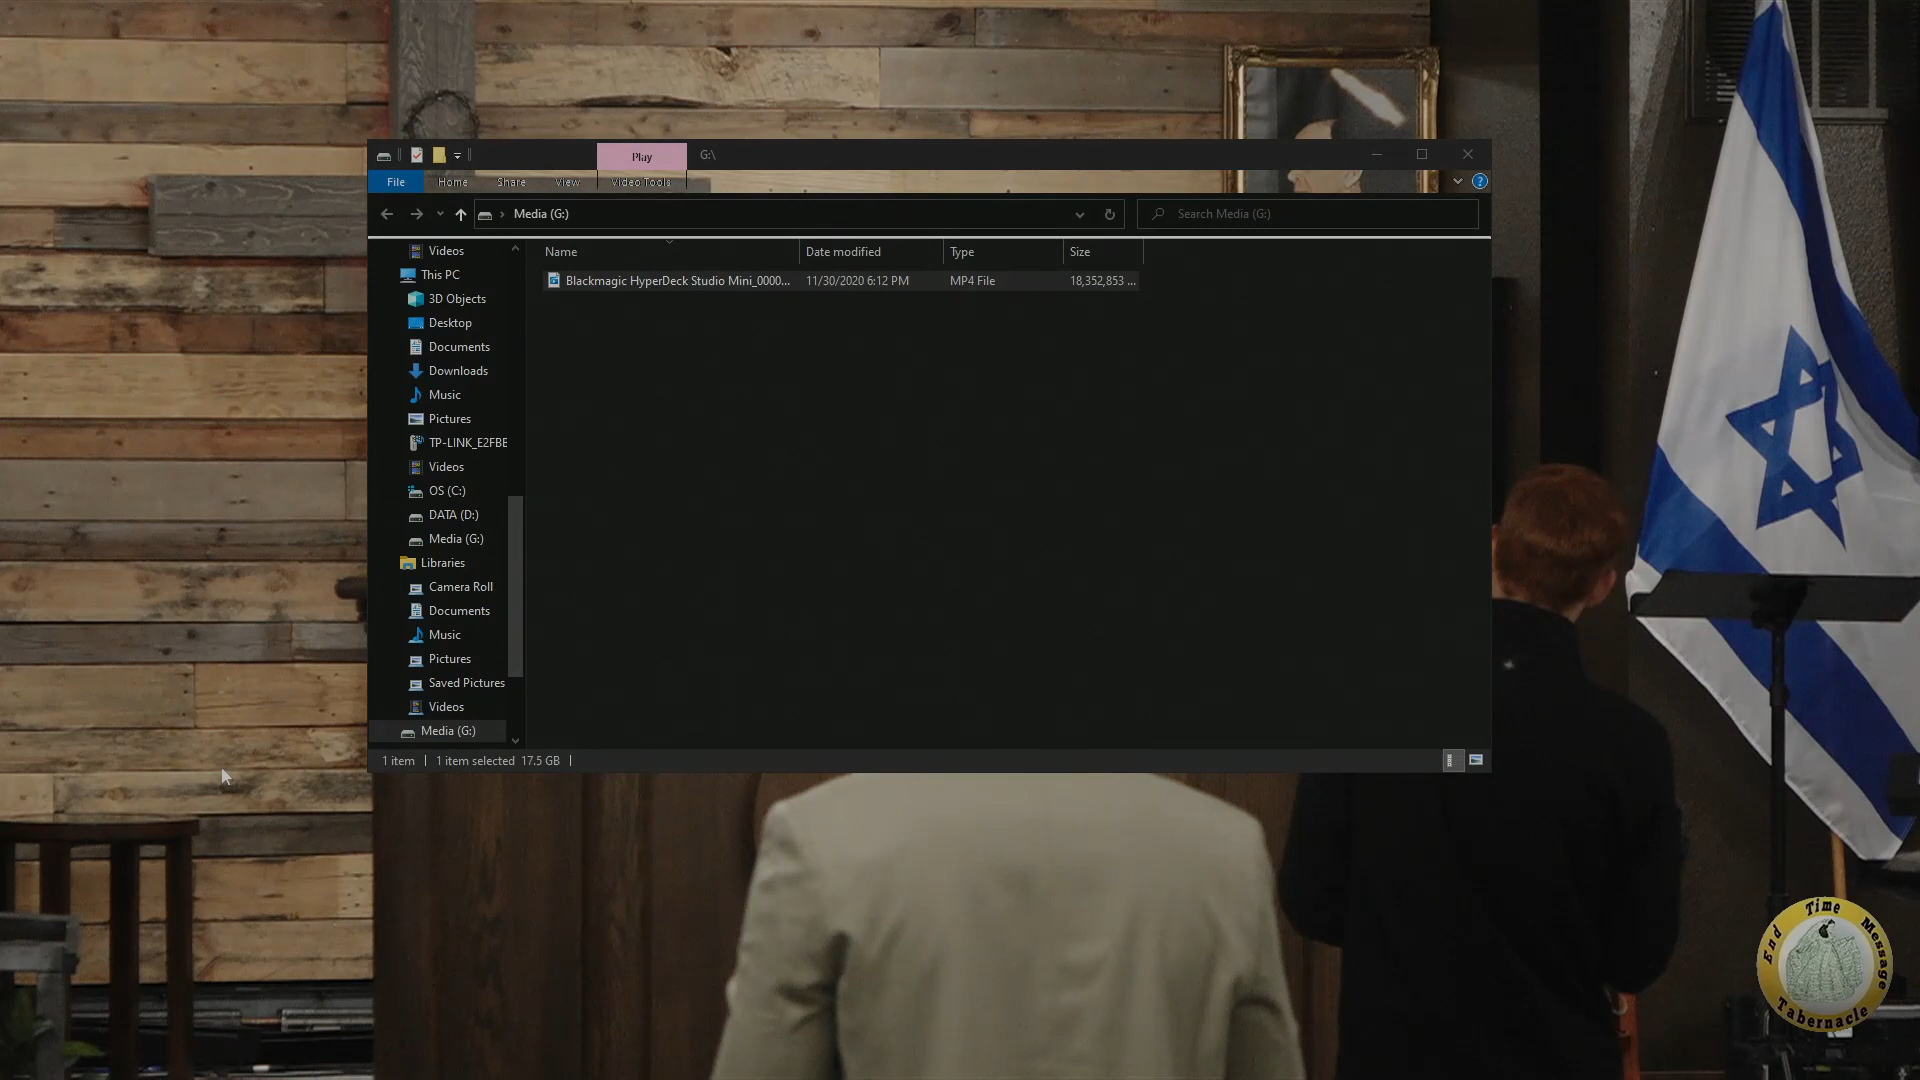 Play
G:\
File
Home
Share
View
Video Tools
Media (G:)
Search Media (G:)
Name
Date modified
Type
Size
Blackmagic HyperDeck Studio Mini_0000...
11/30/2020 6:12 PM
MP4 File
18,352,853 ...
Videos
This PC
3D Objects
Desktop
Documents
Downloads
Music
Pictures
TP-LINK_E2FBE
Videos
OS (C:)
DATA (D:)
Media (G:)
Libraries
Camera Roll
Documents
Music
Pictures
Saved Pictures
Videos
Media (G:)
1 item
1 item selected 17.5 GB
End Time Message
Tabernacle